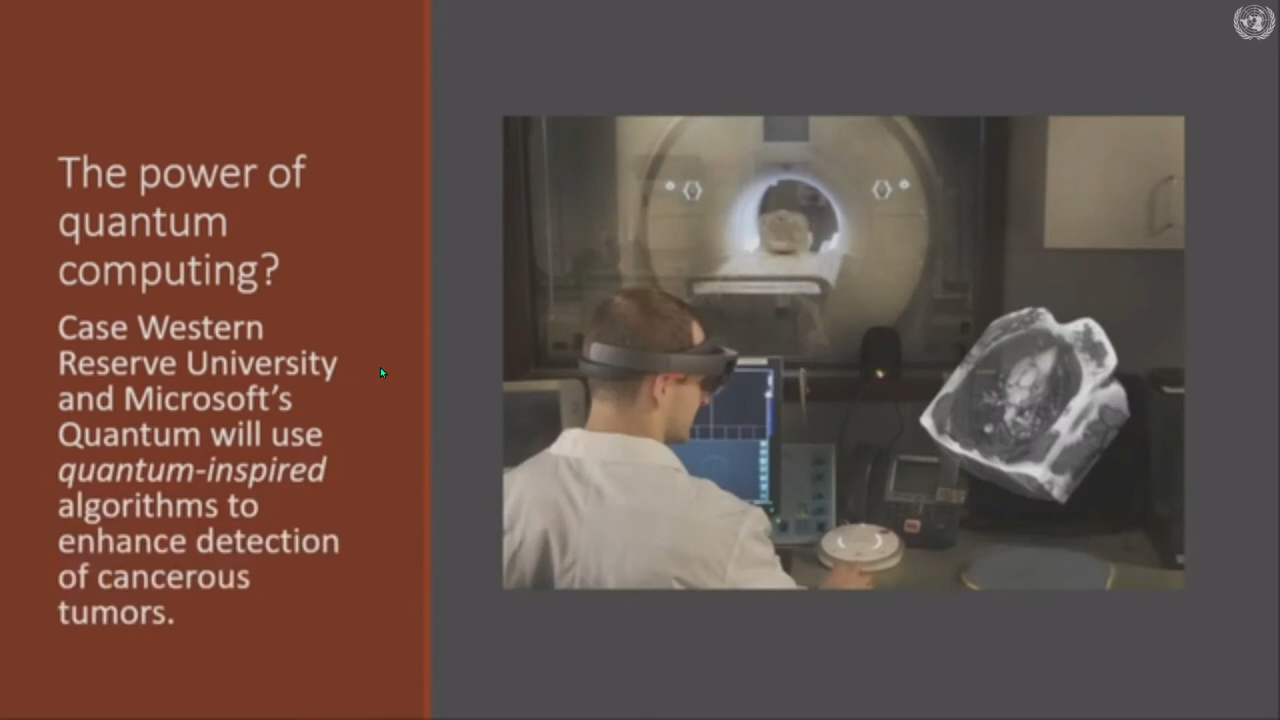 The power of
quantum
computing?
Case Western
Reserve University
and Microsoft's
Quantum will use
quantum-inspired
algorithms to
enhance detection
of cancerous
tumors.